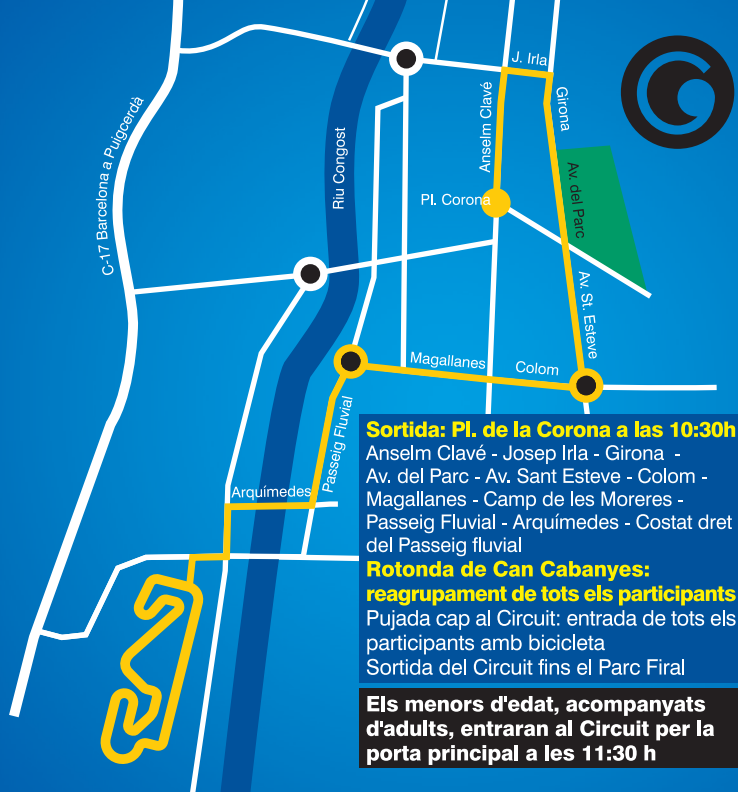 J. Irla
Girona
Anselm Clavé
C-17 Barcelona a Puigcerdà
Riu Congost
Av. del Parc
Pl. Corona
Av. St. Esteve
Magallanes
Colom
Passeig Fluvial
Arquímedes
Sortida: Pl. de la Corona a las 10:30h
Anselm Clavé - Josep Irla - Girona -
Av. del Parc - Av. Sant Esteve - Colom -
Magallanes - Camp de les Moreres -
Passeig Fluvial - Arquímedes - Costat dret
del Passeig fluvial
Rotonda de Can Cabanyes:
reagrupament de tots els participants
Pujada cap al Circuit: entrada de tots els
participants amb bicicleta
Sortida del Circuit fins el Parc Firal
Els menors d'edat, acompanyats
d'adults, entraran al Circuit per la
porta principal a les 11:30 h